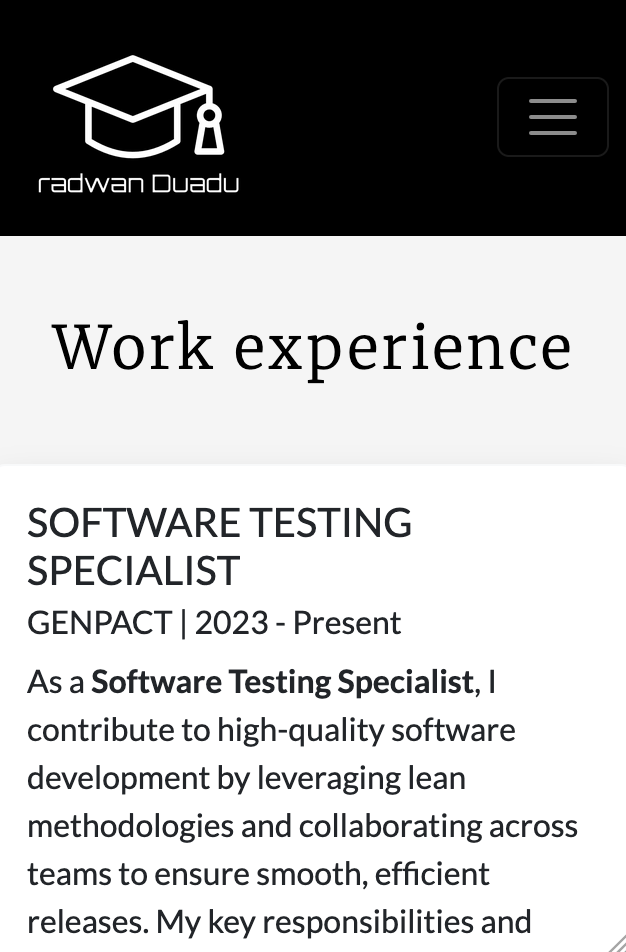 radwan Duadu
Work experience
SOFTWARE TESTING
SPECIALIST
GENPACT | 2023 - Present
As a Software Testing Specialist, I
contribute to high-quality software
development by leveraging lean
methodologies and collaborating across
teams to ensure smooth, efficient
releases. My key responsibilities and